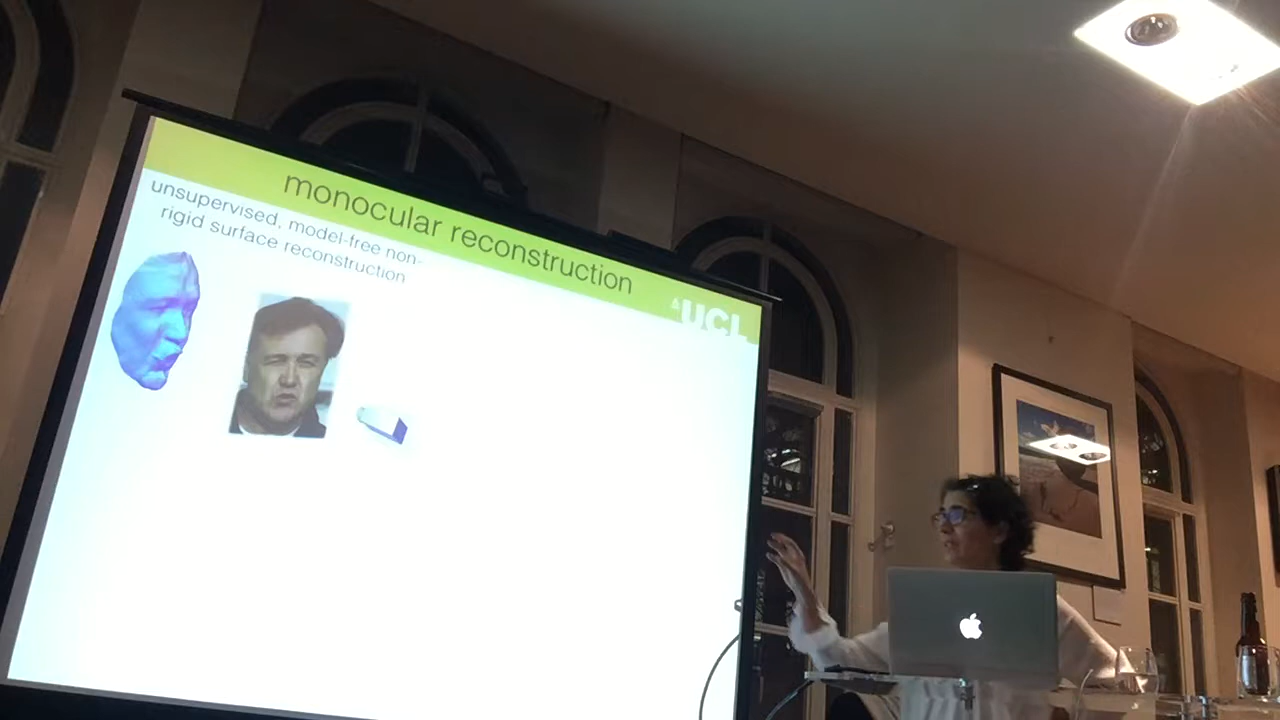 monocular reconstruction
unsupervised, model-free non-
rigid surface reconstruction
UCL